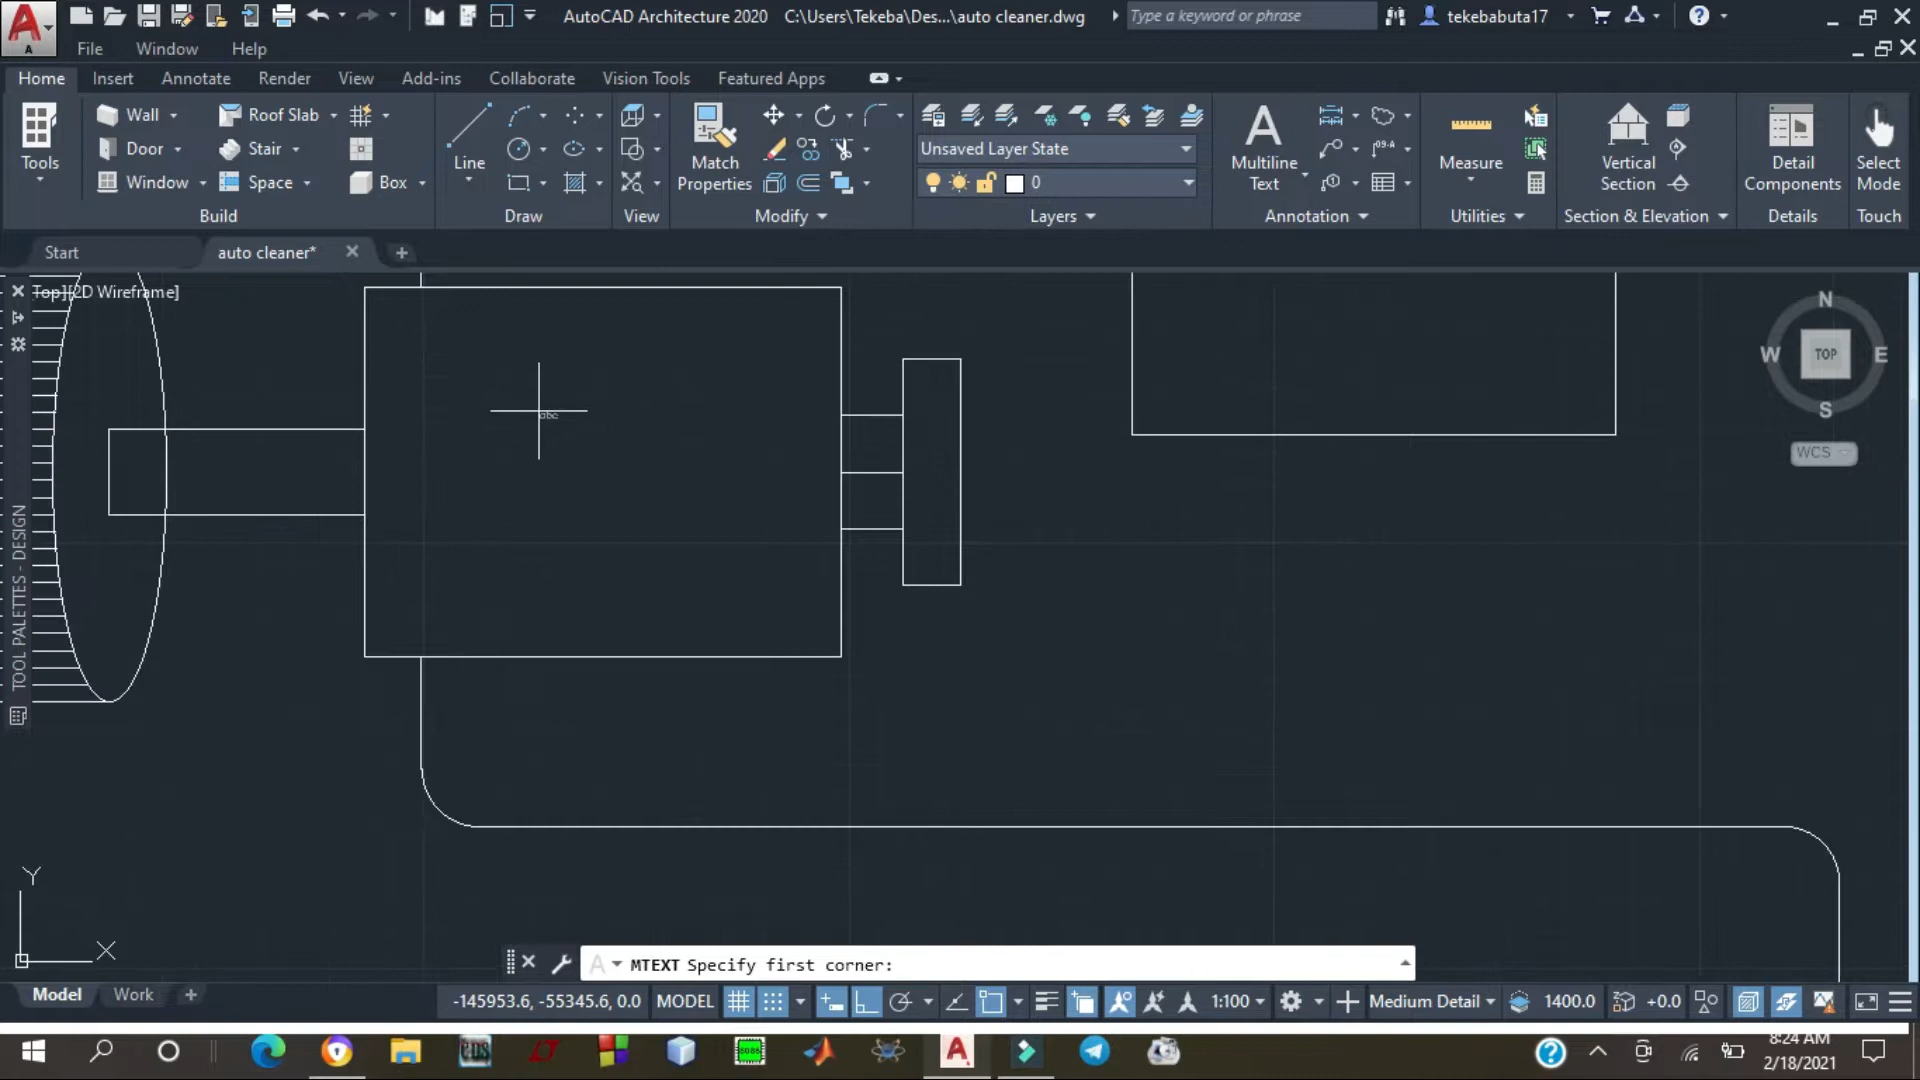 AutoCAD Architecture 2020 C:\Users\Tekeba\Des...\auto cleaner.dwg Type a keyword or phrase tekebabuta17
File Window Help
Home Insert Annotate Render View Add-ins Collaborate Vision Tools Featured Apps
Tools
Wall Roof Slab
Door Stair
Window Space Box
Line
Match Properties
Unsaved Layer State
0
Multiline Text
Measure
Vertical Section
Detail Components
Select Mode
Build Draw View Modify Layers Annotation Utilities Section & Elevation Details Touch
Start auto cleaner*
Top][2D Wireframe]
N
W TOP E
S
WCS
abc
TOOL PALETTES - DESIGN
Y
X
MTEXT Specify first corner:
Model Work
-145953.6, -55345.6, 0.0 MODEL 1:100 Medium Detail 1400.0 +0.0
8:24 AM
2/18/2021